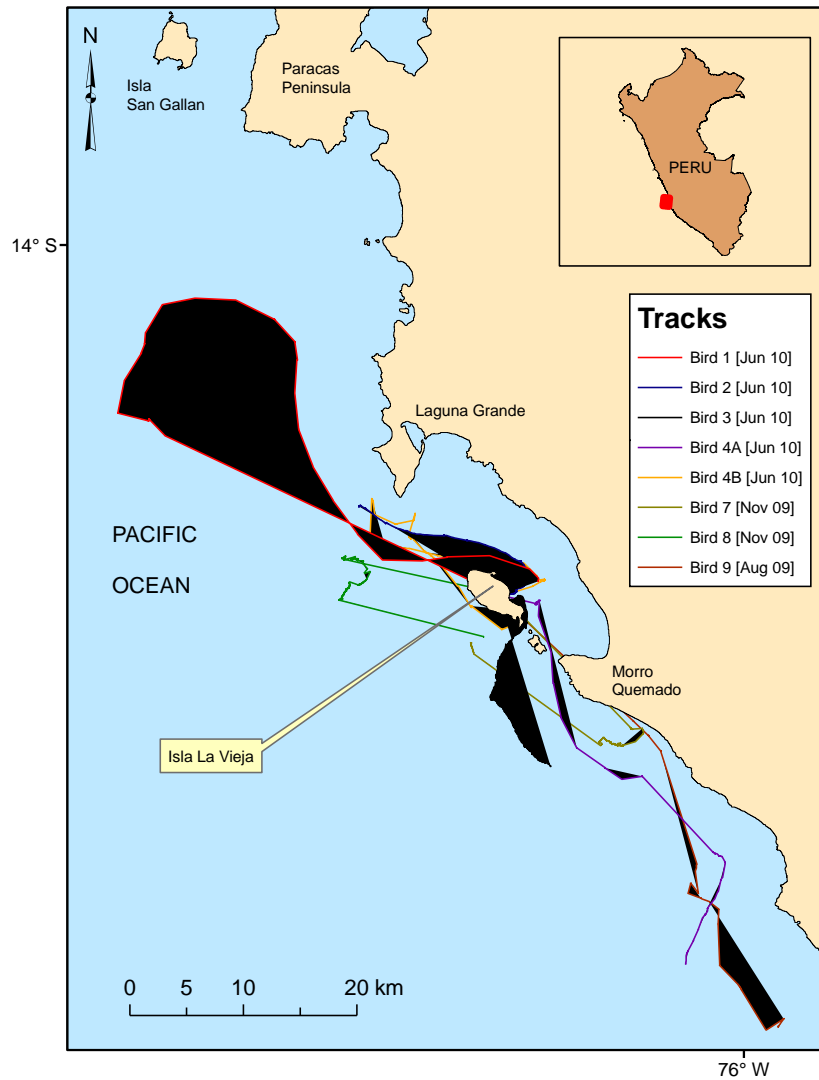 N
Isla
San Gallan
Paracas
Peninsula
PERU
14° S
Tracks
Bird 1 [Jun 10]
Bird 2 [Jun 10]
Bird 3 [Jun 10]
Bird 4A [Jun 10]
Bird 4B [Jun 10]
Bird 7 [Nov 09]
Bird 8 [Nov 09]
Bird 9 [Aug 09]
Laguna Grande
PACIFIC
OCEAN
Morro
Quemado
Isla La Vieja
0 5 10 20 km
76° W